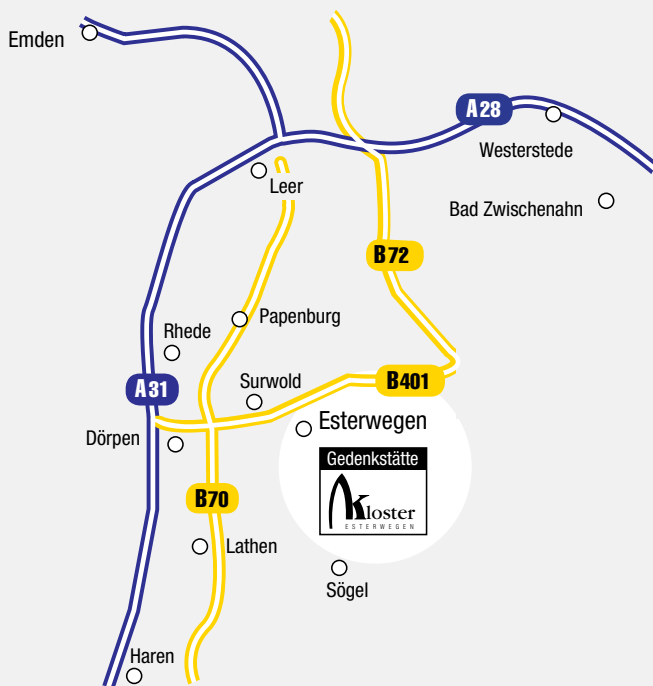 Emden
A28
Westerstede
Leer
Bad Zwischenahn
B72
Papenburg
Rhede
A31
Surwold
B401
Esterwegen
Dörpen
Gedenkstätte
Kloster
ESTERWEGEN
B70
Lathen
Sögel
Haren